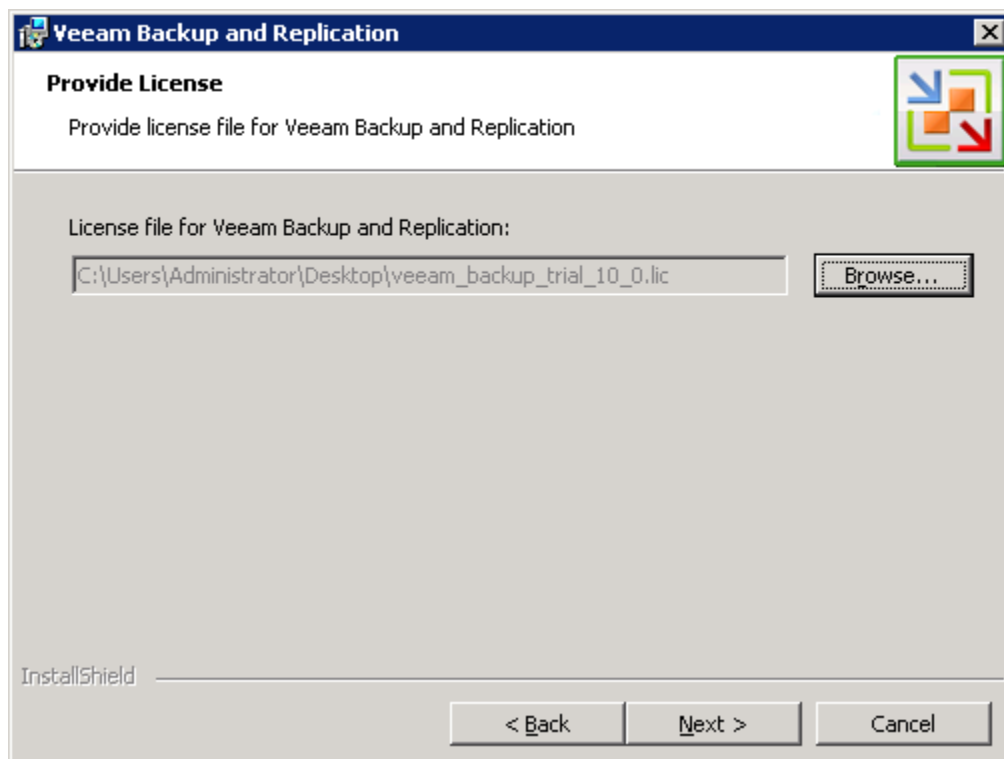 Veeam Backup and Replication
Provide License
Provide license file for Veeam Backup and Replication
License file for Veeam Backup and Replication:
C:\Users\Administrator\Desktop\veeam_backup_trial_10_0.lic
Browse...
InstallShield
< Back
Next >
Cancel